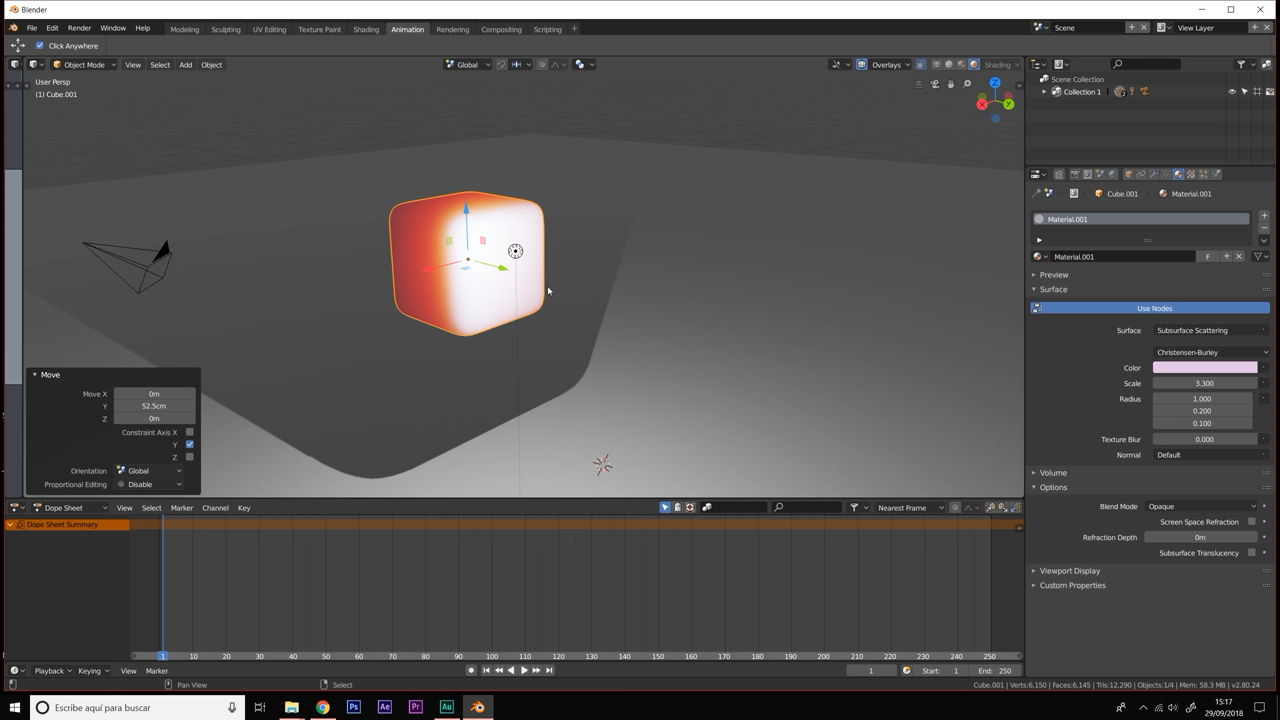 Blender
File Edit Render Window Help Modeling Sculpting UV Editing Texture Paint Shading Animation Rendering Compositing Scripting Scene View Layer
Click Anywhere
Object Mode View Select Add Object Global Overlays Shading
User Persp
(1) Cube.001
Z
X Y
Scene Collection
Collection 1
Cube.001 Material.001
Material.001
Material.001 F
Preview
Surface
Use Nodes
Surface Subsurface Scattering
Christensen-Burley
Color
Scale 3.300
Radius 1.000
0.200
0.100
Texture Blur 0.000
Normal Default
Volume
Options
Blend Mode Opaque
Screen Space Refraction
Refraction Depth 0m
Subsurface Translucency
Viewport Display
Custom Properties
Move
Move X 0m
Y 52.5cm
Z 0m
Constraint Axis X
Y
Z
Orientation Global
Proportional Editing Disable
Dope Sheet View Select Marker Channel Key Nearest Frame
Dope Sheet Summary
1 10 20 30 40 50 60 70 80 90 100 110 120 130 140 150 160 170 180 190 200 210 220 230 240 250
Playback Keying View Marker 1 Start: 1 End: 250
Pan View Select Cube.001 | Verts:6,150 | Faces:6,145 | Tris:12,290 | Objects:1/4 | Mem: 58.3 MB | v2.80.24
Escribe aquí para buscar Ps Ae Pr Au 15:17
29/09/2018